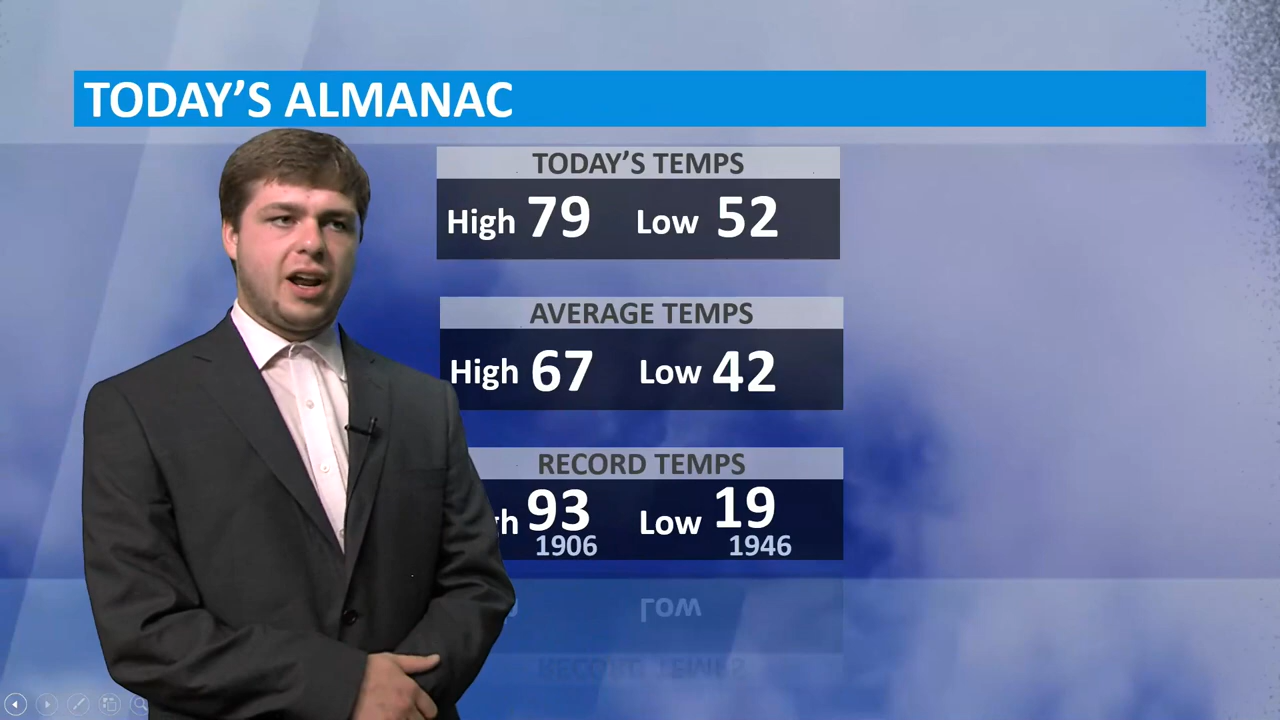 TODAY'S ALMANAC
TODAY'S TEMPS
High 79 Low 52
AVERAGE TEMPS
High 67 Low 42
RECORD TEMPS
h 93 Low 19
1906 1946